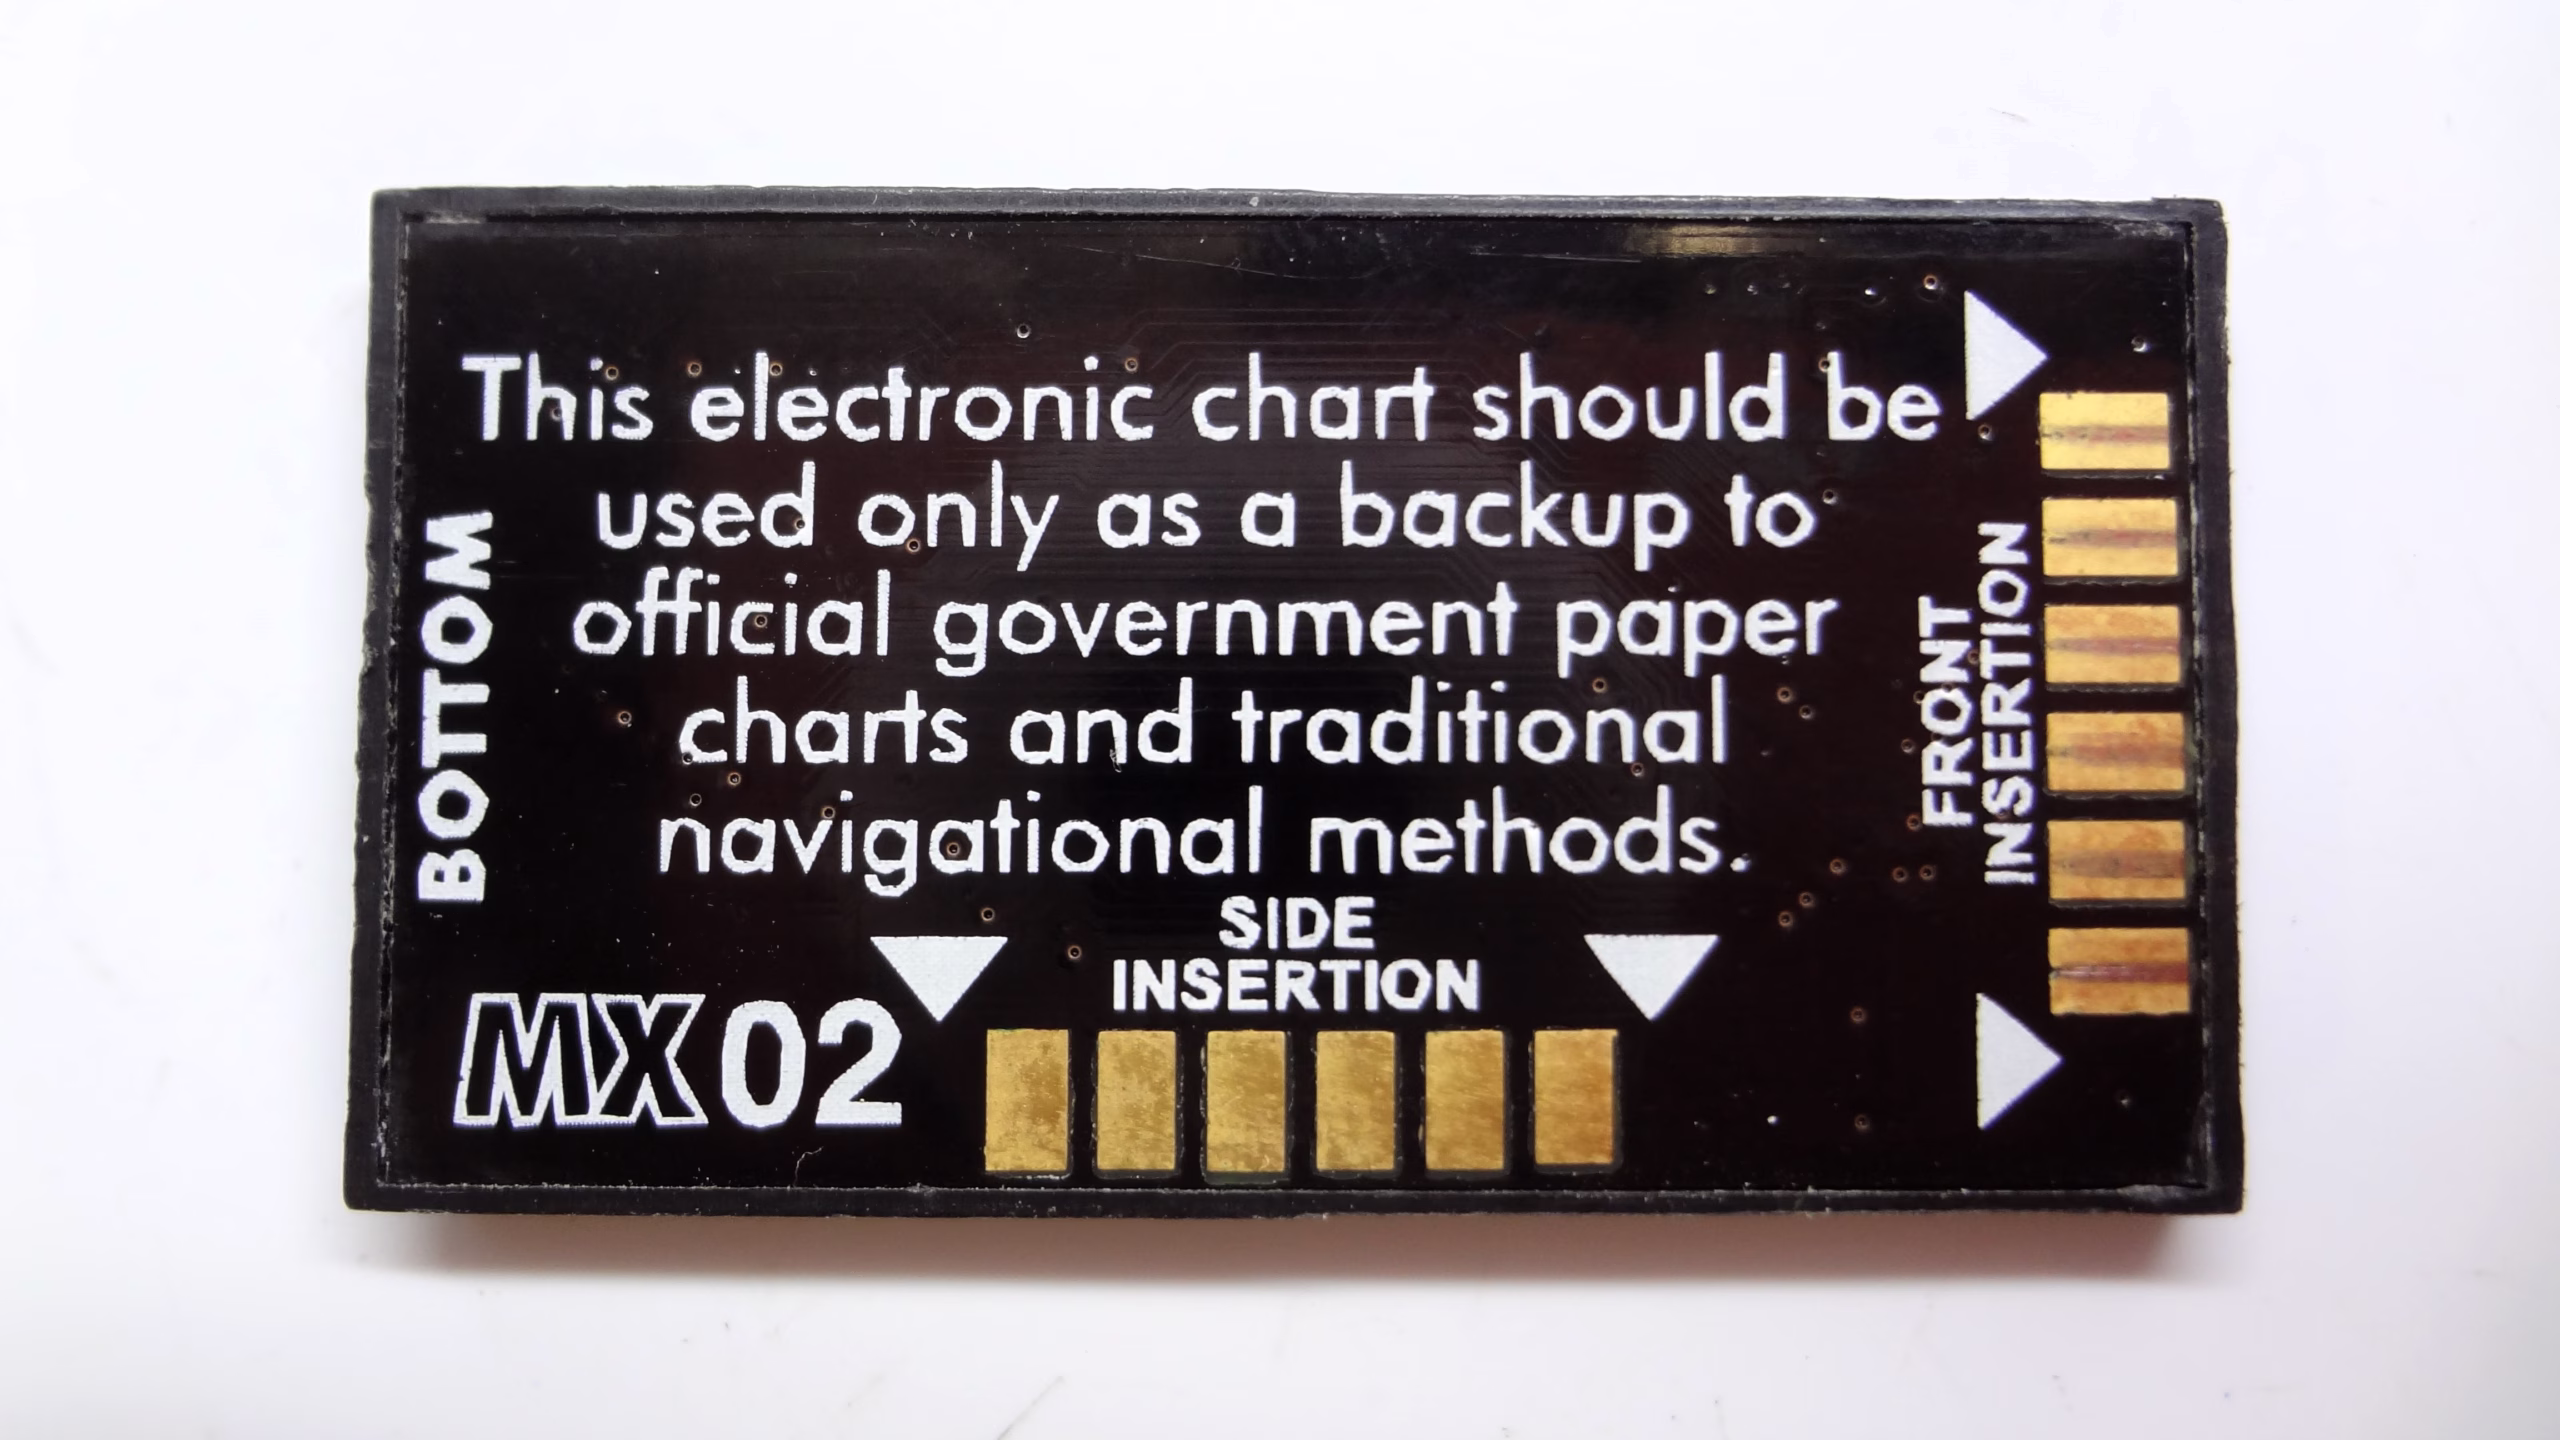 This electronic chart should be
used only as a backup to
official government paper
charts and traditional
navigational methods.
BOTTOM
FRONT
INSERTION
SIDE
INSERTION
MX02